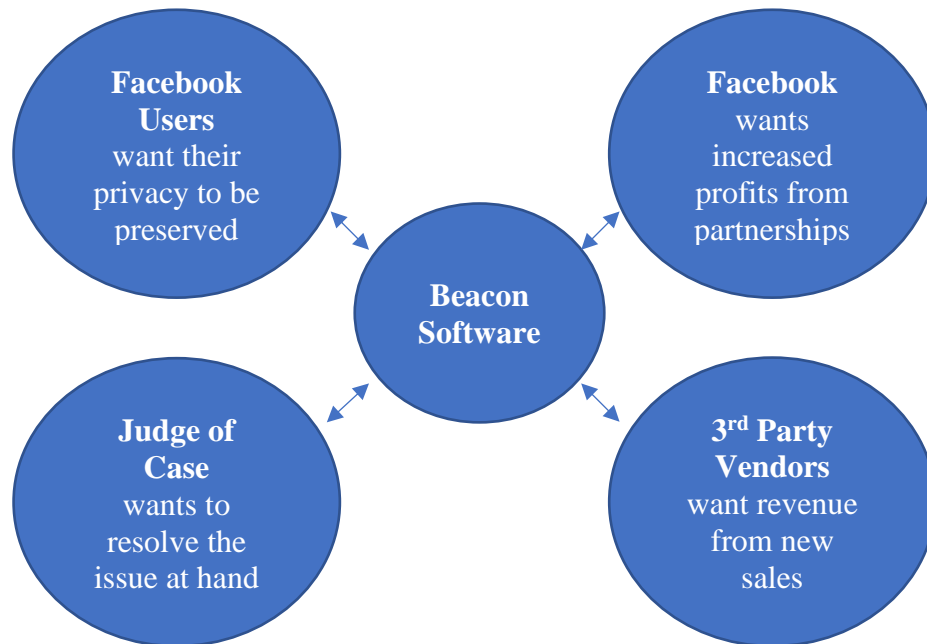 Facebook
Users
want their
privacy to be
preserved
Facebook
wants
increased
profits from
partnerships
Beacon
Software
Judge of
Case
wants to
resolve the
issue at hand
3rd Party
Vendors
want revenue
from new
sales